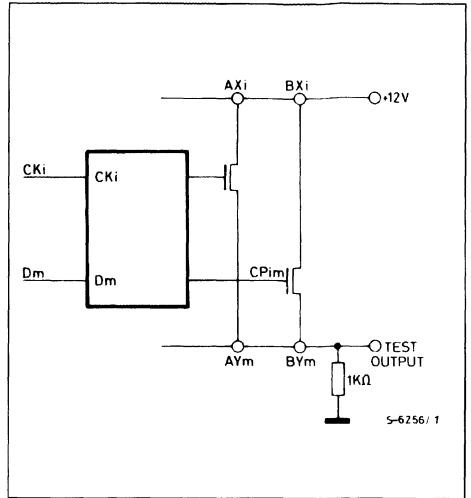 AXi BXi
+12V
CKi CKi
Dm Dm CPim
AYm BYm TEST
OUTPUT
1KΩ
S-6256/1